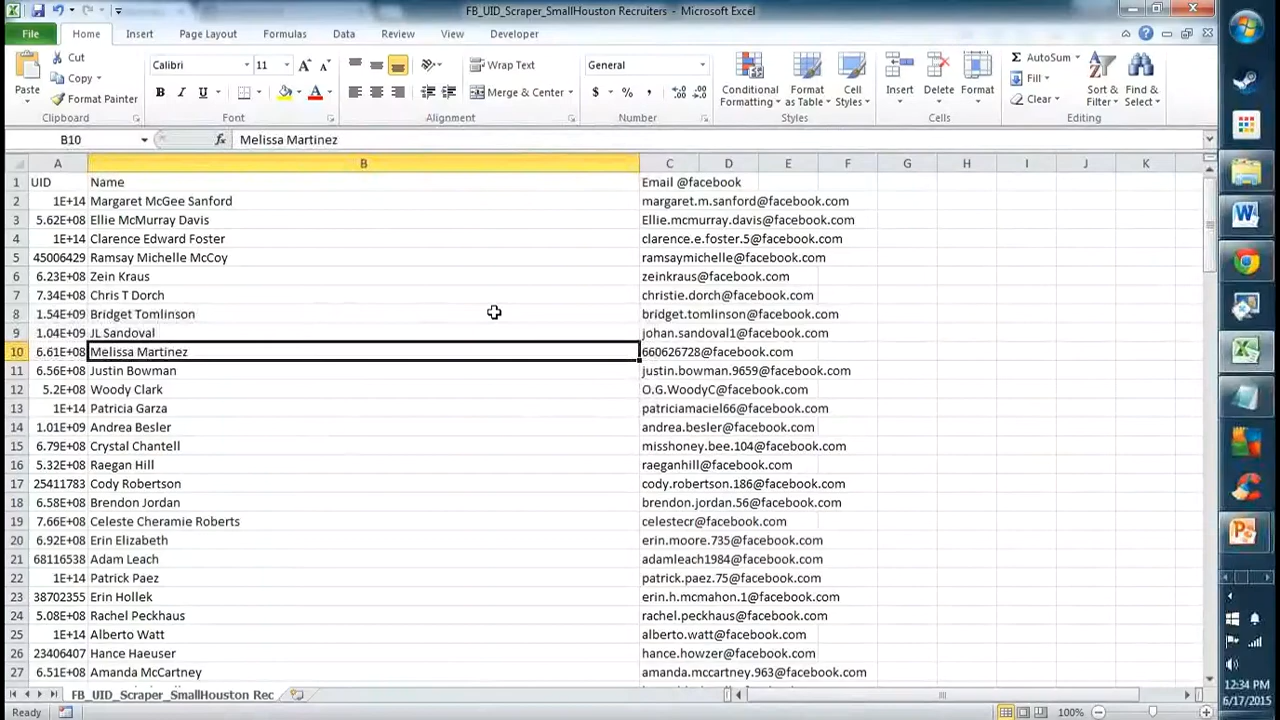 FB_UID_Scraper_SmallHouston Recruiters - Microsoft Excel
File Home Insert Page Layout Formulas Data Review View Developer
Cut
Copy
Format Painter
Paste
Clipboard
Calibri 11
B I U
Font
Wrap Text
Merge & Center
Alignment
General
$ % ,
Number
Conditional Formatting
Format as Table
Cell Styles
Styles
Insert Delete Format
Cells
AutoSum
Fill
Clear
Sort & Filter
Find & Select
Editing
B10 fx Melissa Martinez
A B C D E F G H I J K
1 UID Name Email @facebook
2 1E+14 Margaret McGee Sanford margaret.m.sanford@facebook.com
3 5.62E+08 Ellie McMurray Davis Ellie.mcmurray.davis@facebook.com
4 1E+14 Clarence Edward Foster clarence.e.foster.5@facebook.com
5 45006429 Ramsay Michelle McCoy ramsaymichelle@facebook.com
6 6.23E+08 Zein Kraus zeinkraus@facebook.com
7 7.34E+08 Chris T Dorch christie.dorch@facebook.com
8 1.54E+09 Bridget Tomlinson bridget.tomlinson@facebook.com
9 1.04E+09 JL Sandoval johan.sandoval1@facebook.com
10 6.61E+08 Melissa Martinez 660626728@facebook.com
11 6.56E+08 Justin Bowman justin.bowman.9659@facebook.com
12 5.2E+08 Woody Clark O.G.WoodyC@facebook.com
13 1E+14 Patricia Garza patriciamaciel66@facebook.com
14 1.01E+09 Andrea Besler andrea.besler@facebook.com
15 6.79E+08 Crystal Chantell misshoney.bee.104@facebook.com
16 5.32E+08 Raegan Hill raeganhill@facebook.com
17 25411783 Cody Robertson cody.robertson.186@facebook.com
18 6.58E+08 Brendon Jordan brendon.jordan.56@facebook.com
19 7.66E+08 Celeste Cheramie Roberts celestecr@facebook.com
20 6.92E+08 Erin Elizabeth erin.moore.735@facebook.com
21 68116538 Adam Leach adamleach1984@facebook.com
22 1E+14 Patrick Paez patrick.paez.75@facebook.com
23 38702355 Erin Hollek erin.h.mcmahon.1@facebook.com
24 5.08E+08 Rachel Peckhaus rachel.peckhaus@facebook.com
25 1E+14 Alberto Watt alberto.watt@facebook.com
26 23406407 Hance Haeuser hance.howzer@facebook.com
27 6.51E+08 Amanda McCartney amanda.mccartney.963@facebook.com
FB_UID_Scraper_SmallHouston Rec
Ready 100%
12:34 PM
6/17/2015